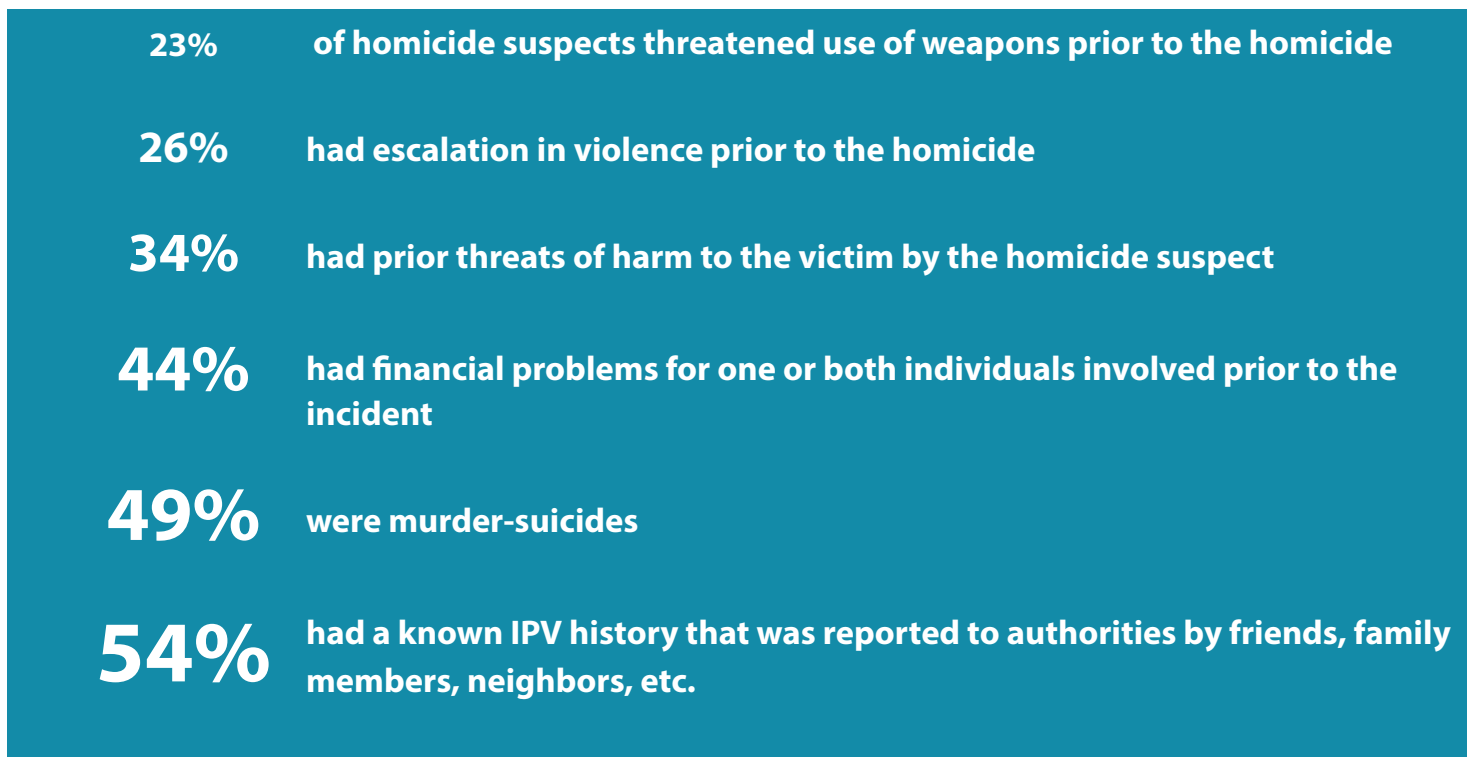 23% of homicide suspects threatened use of weapons prior to the homicide
26% had escalation in violence prior to the homicide
34% had prior threats of harm to the victim by the homicide suspect
44% had financial problems for one or both individuals involved prior to the
incident
49% were murder-suicides
54% had a known IPV history that was reported to authorities by friends, family
members, neighbors, etc.